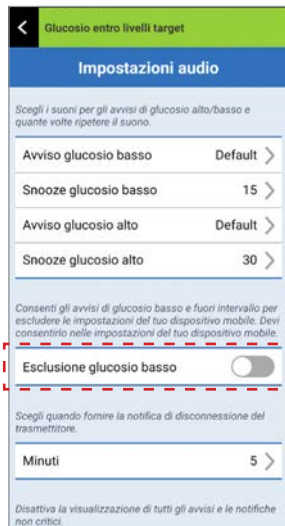 Glucosio entro livelli target
Impostazioni audio
Scegli i suoni per gli avvisi di glucosio alto/basso e
quante volte ripetere il suono.
Avviso glucosio basso Default
Snooze glucosio basso 15
Avviso glucosio alto Default
Snooze glucosio alto 30
Consenti gli avvisi di glucosio basso e fuori intervallo per
escludere le impostazioni del tuo dispositivo mobile. Devi
consentirlo nelle impostazioni del tuo dispositivo mobile.
Esclusione glucosio basso
Scegli quando fornire la notifica di disconnessione del
trasmettitore.
Minuti 5
Disattiva la visualizzazione di tutti gli avvisi e le notifiche
non critici.